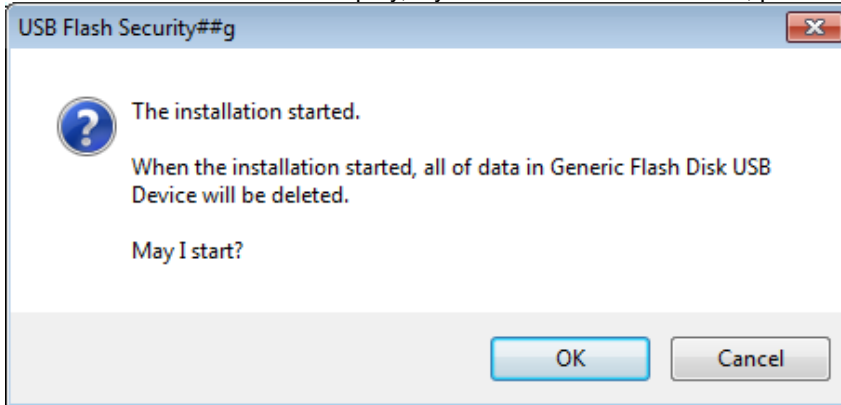 USB Flash Security##g
The installation started.
When the installation started, all of data in Generic Flash Disk USB
Device will be deleted.
May I start?
OK
Cancel